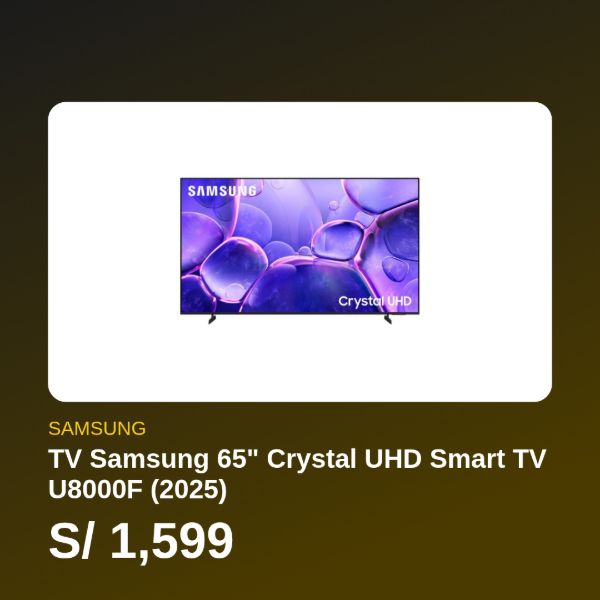 SAMSUNG
Crystal UHD
SAMSUNG
TV Samsung 65" Crystal UHD Smart TV
U8000F (2025)
S/ 1,599